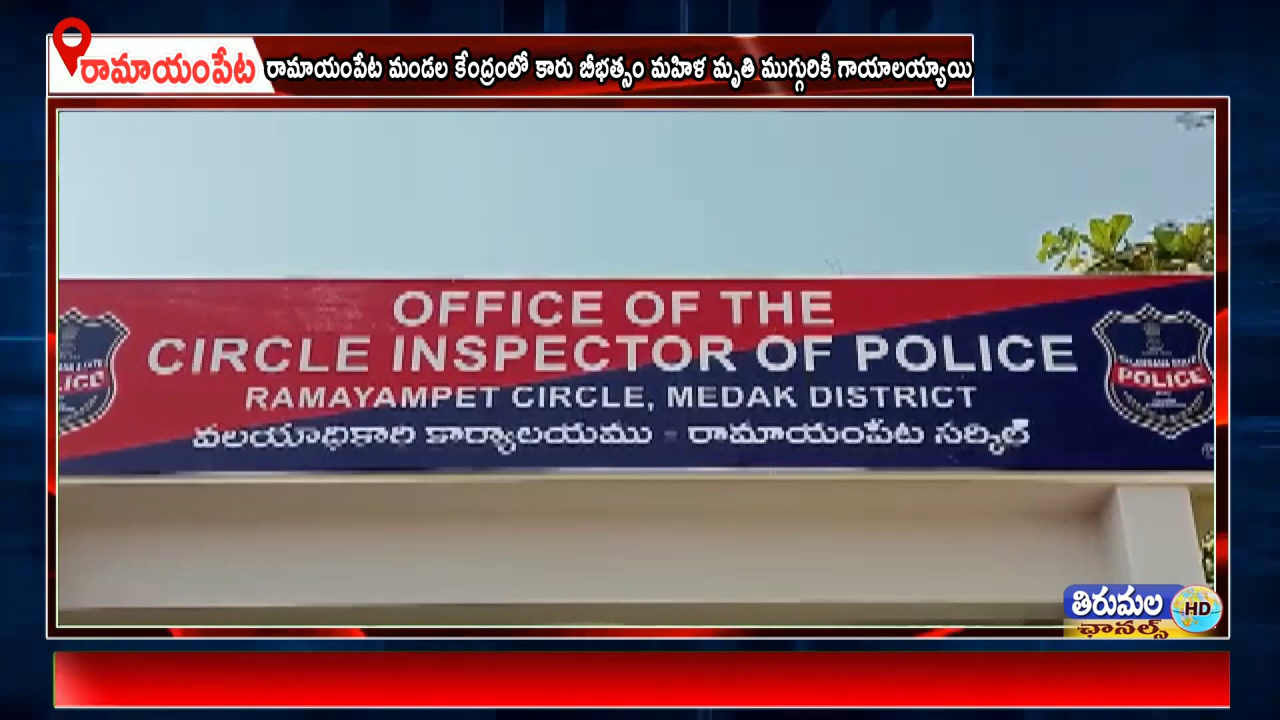 రామాయంపేట
రామాయంపేట మండల కేంద్రంలో కారు బీభత్సం మహిళ మృతి ముగ్గురికి గాయాలయ్యాయి
OFFICE OF THE
CIRCLE INSPECTOR OF POLICE
RAMAYAMPET CIRCLE, MEDAK DISTRICT
వలయాధికారి కార్యాలయము - రామాయంపేట సర్కిల్
POLICE
తిరుమల
ఛానల్స్
HD